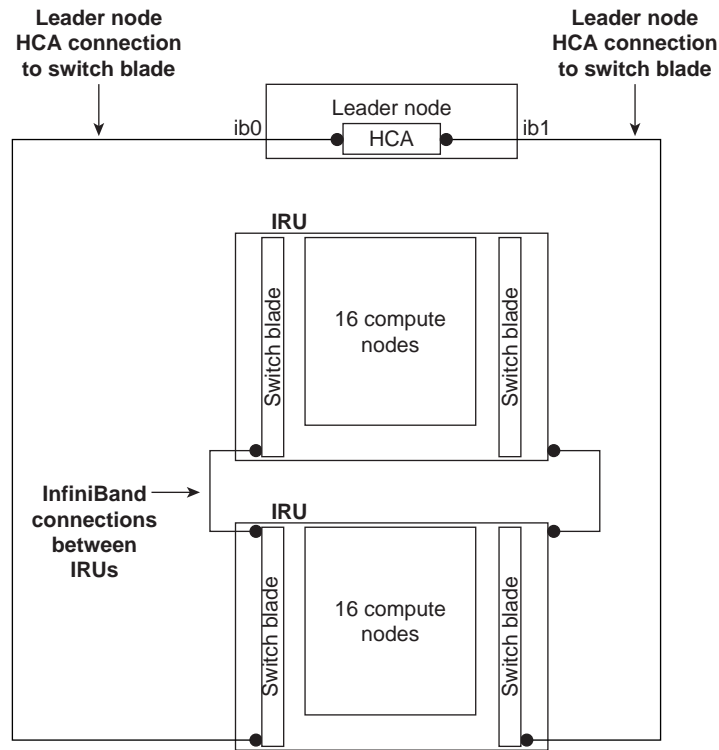 Leader node
HCA connection
to switch blade
Leader node
HCA connection
to switch blade
Leader node
ib0
HCA
ib1
IRU
Switch blade
16 compute
nodes
Switch blade
InfiniBand
connections
between
IRUs
IRU
Switch blade
16 compute
nodes
Switch blade